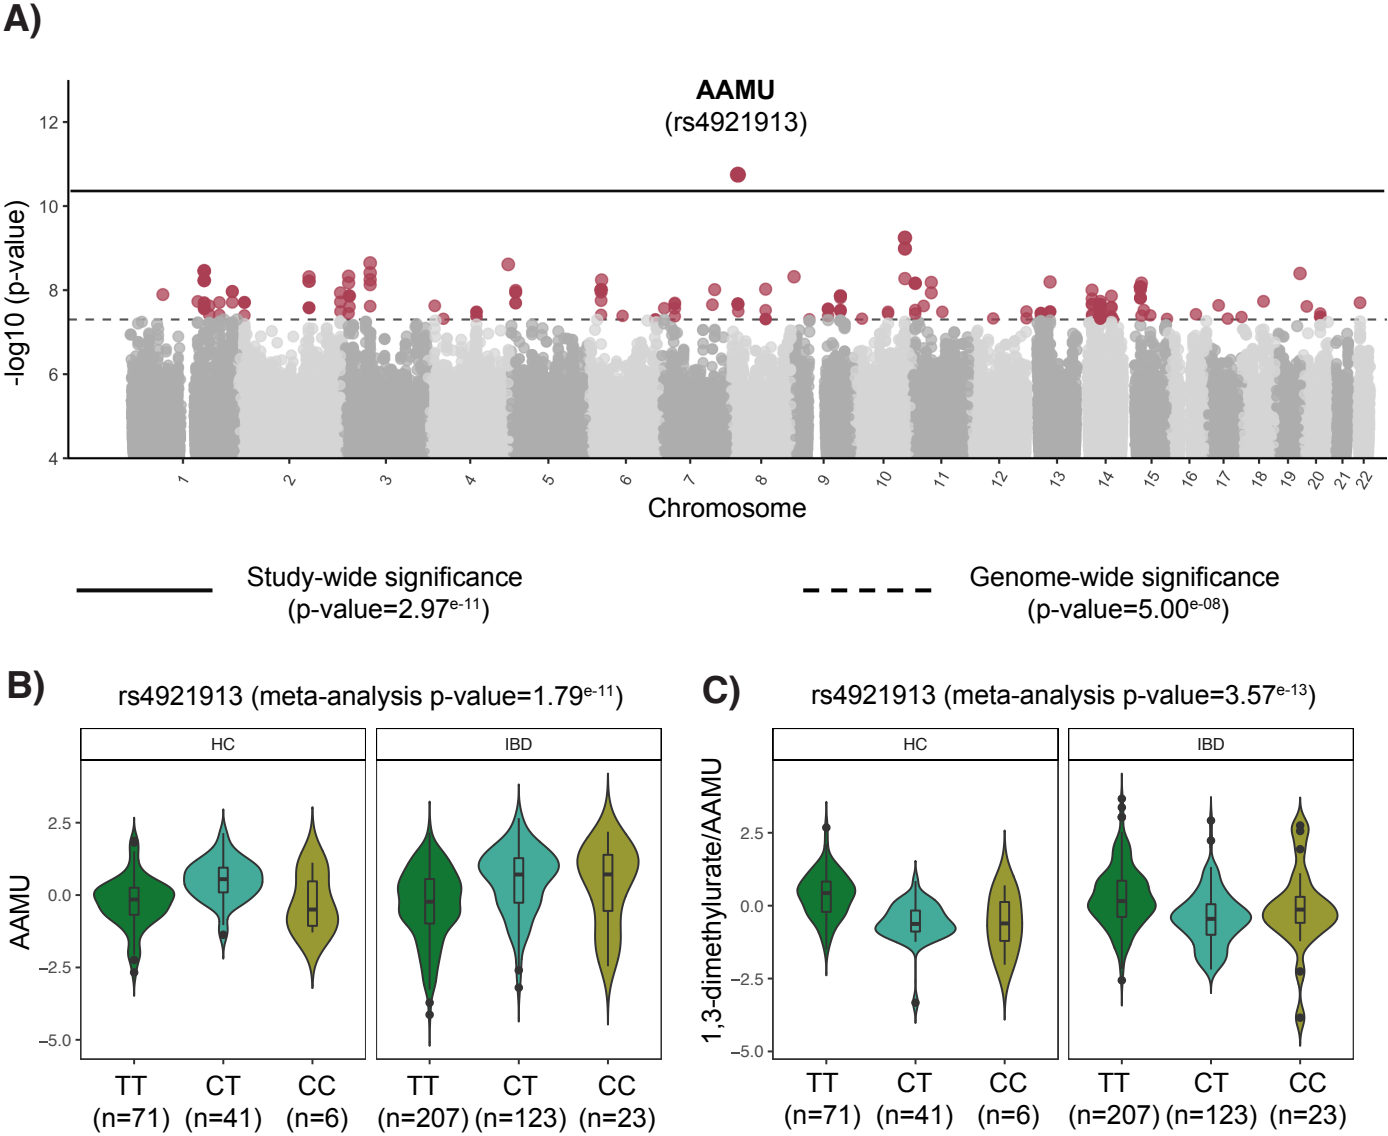 A)
AAMU
(rs4921913)
12
10
8
6
4
-log10 (p-value)
1 2 3 4 5 6 7 8 9 10 11 12 13 14 15 16 17 18 19 20 21 22
Chromosome
Study-wide significance
(p-value=2.97e-11)
Genome-wide significance
(p-value=5.00e-08)
B)
rs4921913 (meta-analysis p-value=1.79e-11)
HC
IBD
AAMU
2.5
0.0
−2.5
−5.0
TT CT CC TT CT CC
(n=71) (n=41) (n=6) (n=207) (n=123) (n=23)
C)
rs4921913 (meta-analysis p-value=3.57e-13)
HC
IBD
1,3-dimethylurate/AAMU
2.5
0.0
−2.5
−5.0
TT CT CC TT CT CC
(n=71) (n=41) (n=6) (n=207) (n=123) (n=23)